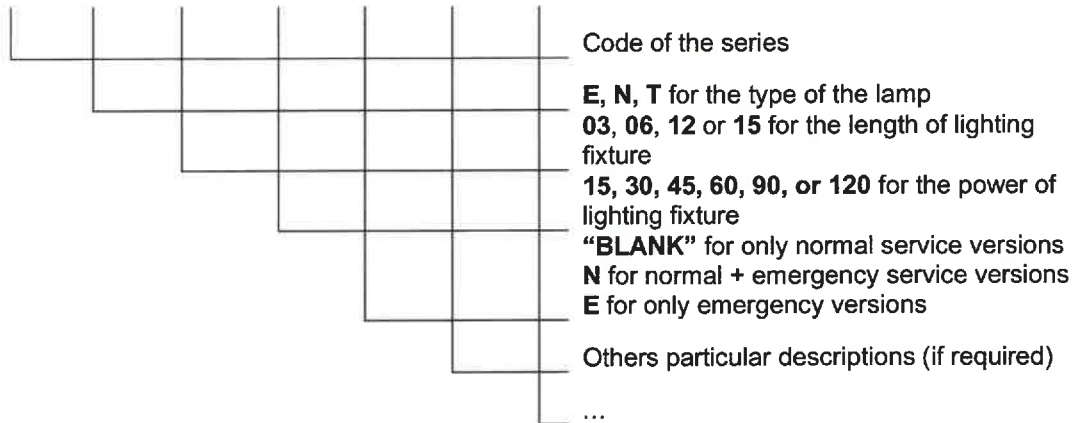 Code of the series
E, N, T for the type of the lamp
03, 06, 12 or 15 for the length of lighting
fixture
15, 30, 45, 60, 90, or 120 for the power of
lighting fixture
“BLANK” for only normal service versions
N for normal + emergency service versions
E for only emergency versions
Others particular descriptions (if required)
...